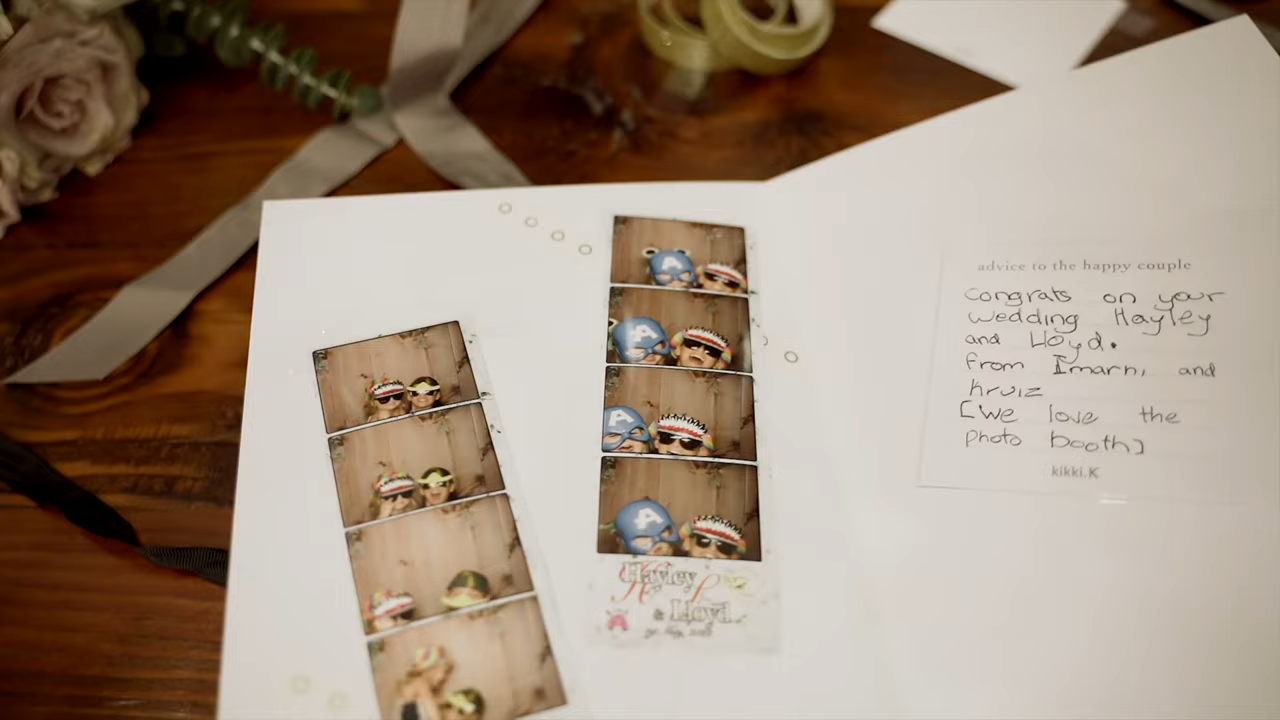 A
A
A
A
Hayley
& Lloyd
advice to the happy couple
Congrats on your
wedding Hayley
and Lloyd.
From Imarn, and
Kruiz
[We love the
photo booth]
kikki.K